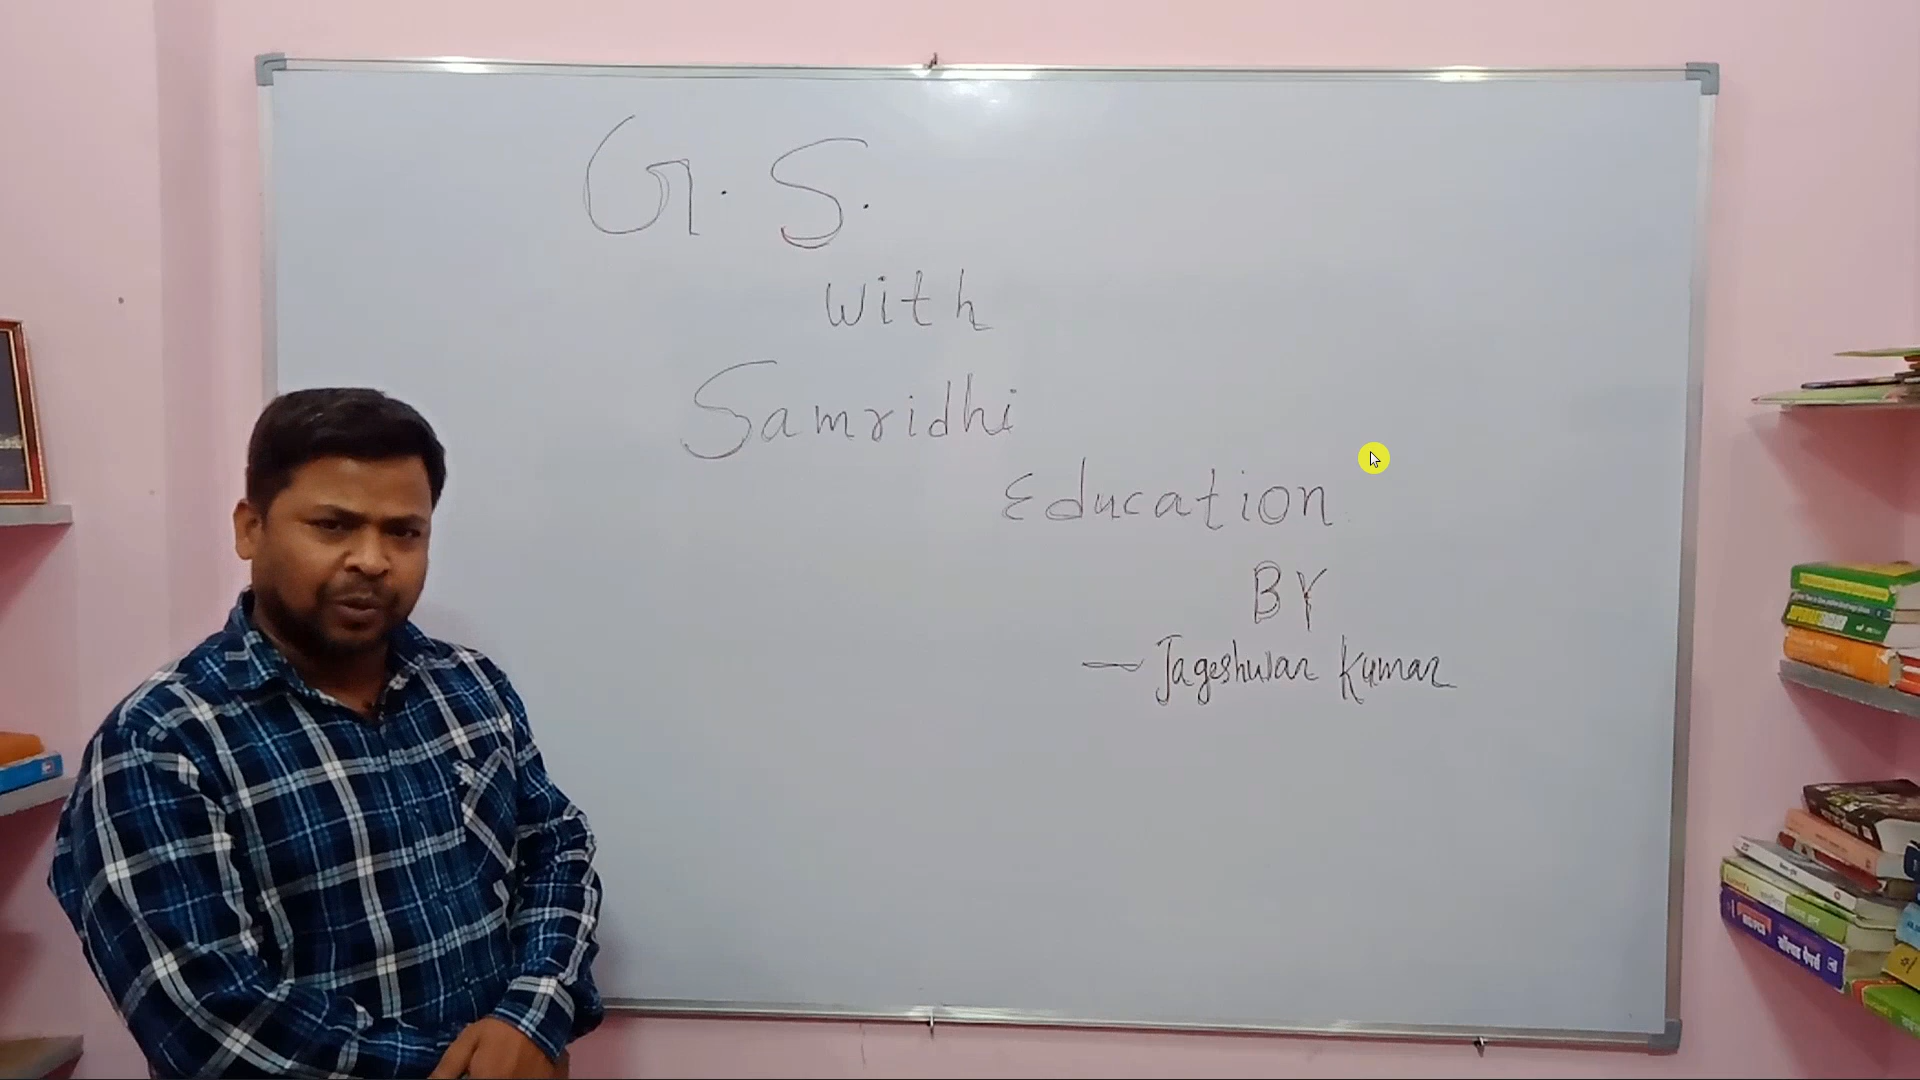 G. S.
with
Samridhi
Education
BY
— Jageshwar Kumar